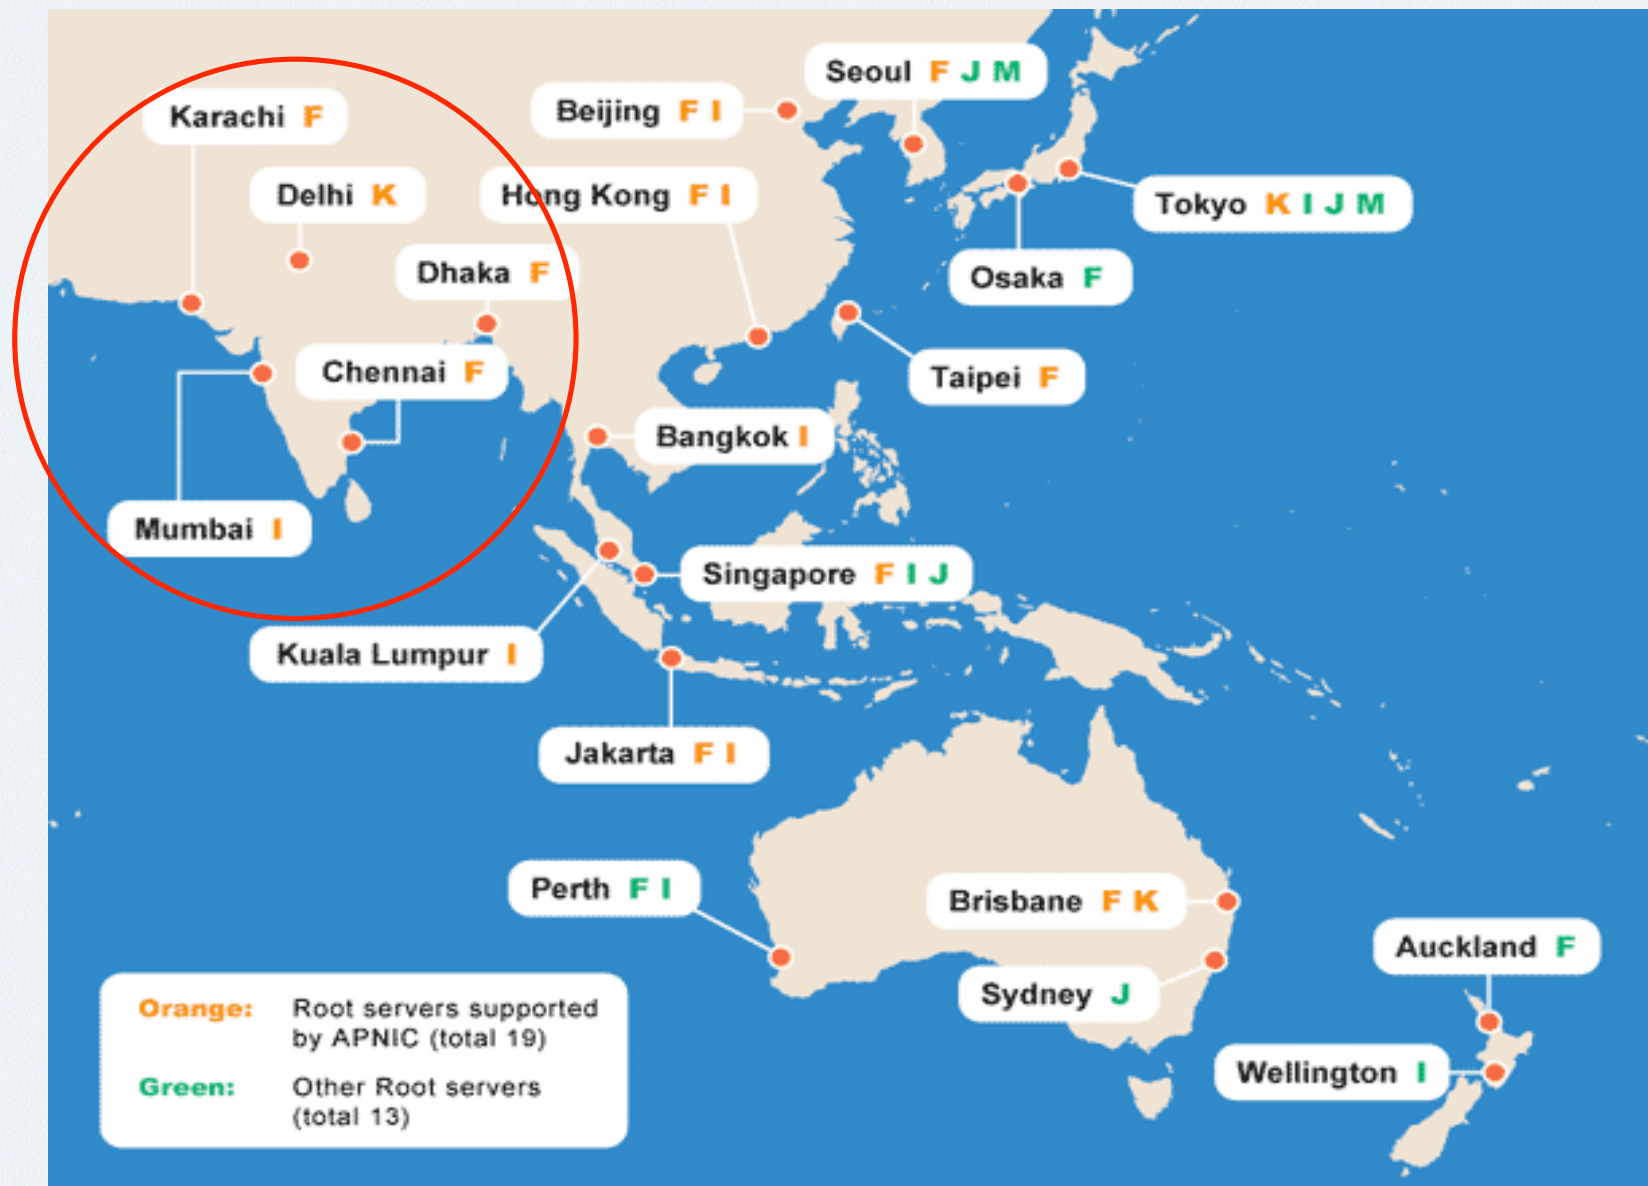 Seoul F J M
Karachi F
Beijing F I
Delhi K
Hong Kong F I
Tokyo K I J M
Dhaka F
Osaka F
Chennai F
Taipei F
Bangkok I
Mumbai I
Singapore F I J
Kuala Lumpur I
Jakarta F I
Perth F I
Brisbane F K
Auckland F
Sydney J
Wellington I
Orange: Root servers supported
by APNIC (total 19)
Green: Other Root servers
(total 13)